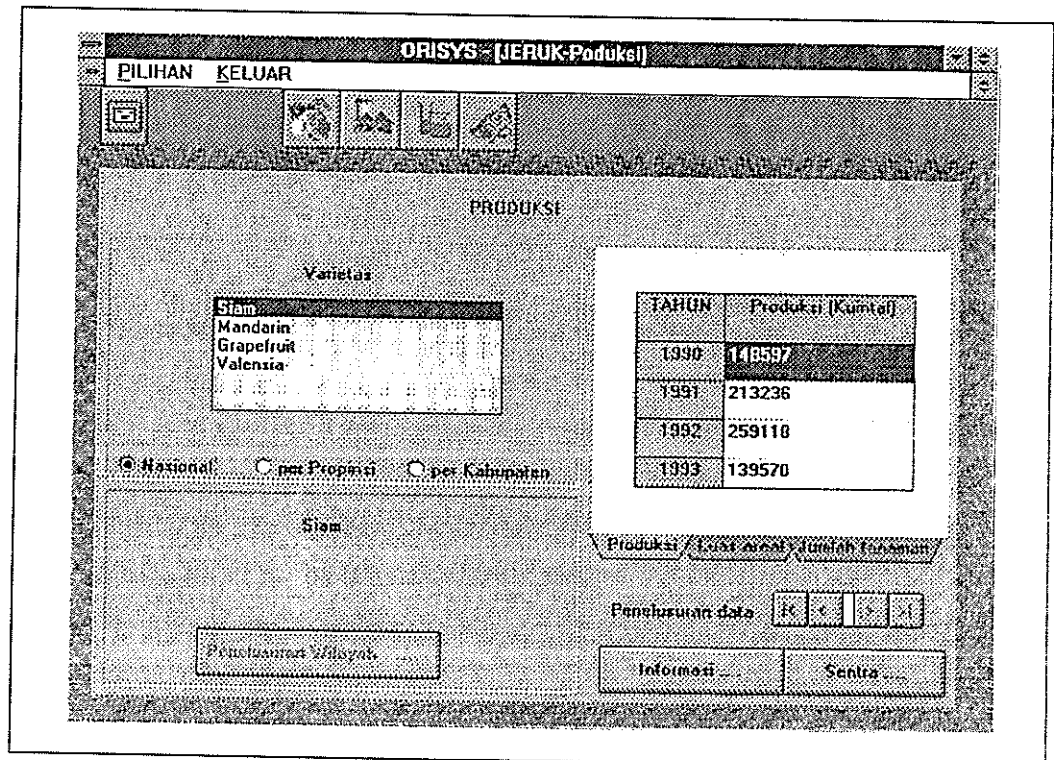 ORISYS - [JERUK-Poduksi]
PILIHAN KELUAR
PRODUKSI
Varietas
Siam
Mandarin
Grapefruit
Valensia
Nasional per Propinsi per Kabupaten
Siam
Penelusuran Wilayah ....
TAHUN Produksi (Kuintal)
1990 148597
1991 213236
1992 259110
1993 139570
Produksi Luas areal Jumlah tanaman
Penelusuran data
Informasi .... Sentra ....